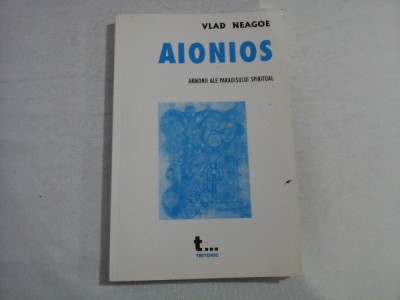 VLAD NEAGOE
AIONIOS
ARMONII ALE PARADISULUI SPIRITUAL
t...
TRITONIC